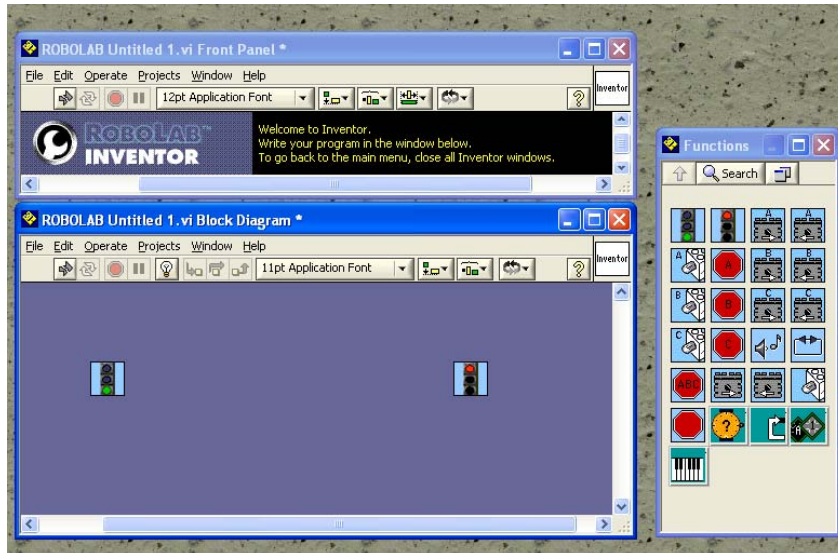 ROBOLAB Untitled 1.vi Front Panel *
File Edit Operate Projects Window Help
12pt Application Font
?
Inventor
ROBOLAB™
INVENTOR
Welcome to Inventor.
Write your program in the window below.
To go back to the main menu, close all Inventor windows.
ROBOLAB Untitled 1.vi Block Diagram *
File Edit Operate Projects Window Help
11pt Application Font
?
Inventor
Functions
Search
A A
A A B B
B B C C
C C
ABC
? A